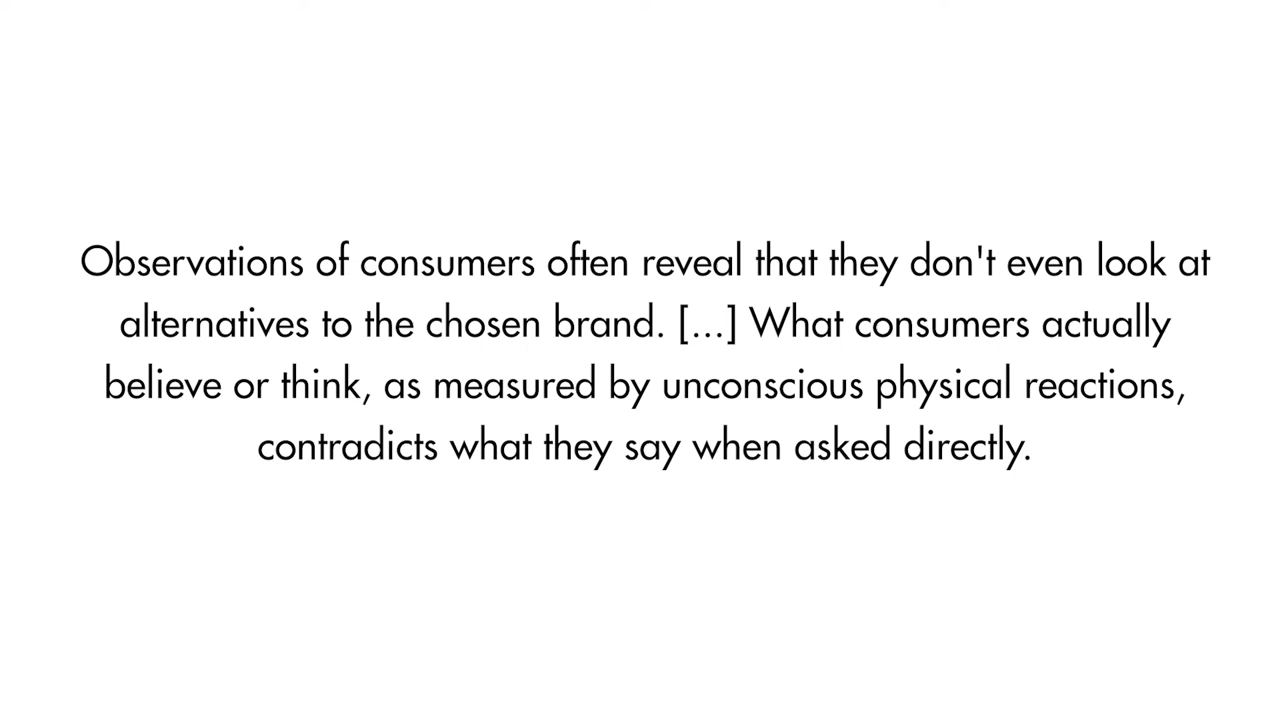 Observations of consumers often reveal that they don't even look at
alternatives to the chosen brand. [...] What consumers actually
believe or think, as measured by unconscious physical reactions,
contradicts what they say when asked directly.